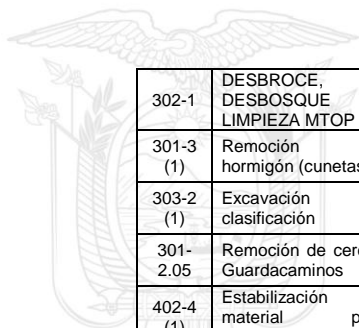 302-1
DESBROCE,
DESBOSQUE
LIMPIEZA MTOP
301-3
(1)
Remoción
hormigón (cunetas
303-2
(1)
Excavación
clasificación
301-
2.05
Remoción de cer
Guardacaminos
402-4
(1)
Estabilización
material p